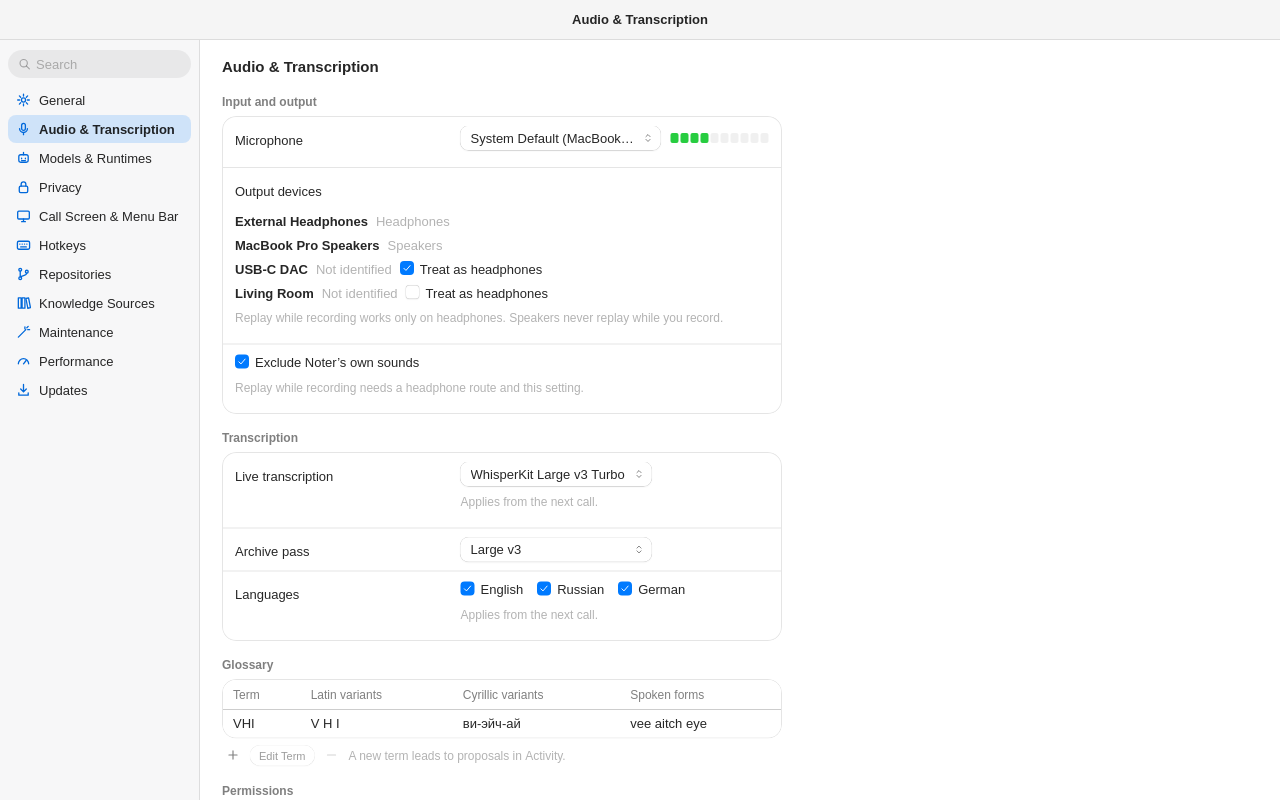 Audio & Transcription
Search
General
Audio & Transcription
Models & Runtimes
Privacy
Call Screen & Menu Bar
Hotkeys
Repositories
Knowledge Sources
Maintenance
Performance
Updates
Audio & Transcription
Input and output
Microphone System Default (MacBook…
Output devices
External Headphones Headphones
MacBook Pro Speakers Speakers
USB-C DAC Not identified Treat as headphones
Living Room Not identified Treat as headphones
Replay while recording works only on headphones. Speakers never replay while you record.
Exclude Noter’s own sounds
Replay while recording needs a headphone route and this setting.
Transcription
Live transcription WhisperKit Large v3 Turbo
Applies from the next call.
Archive pass Large v3
Languages English Russian German
Applies from the next call.
Glossary
Term Latin variants Cyrillic variants Spoken forms
VHI V H I ви-эйч-ай vee aitch eye
Edit Term A new term leads to proposals in Activity.
Permissions